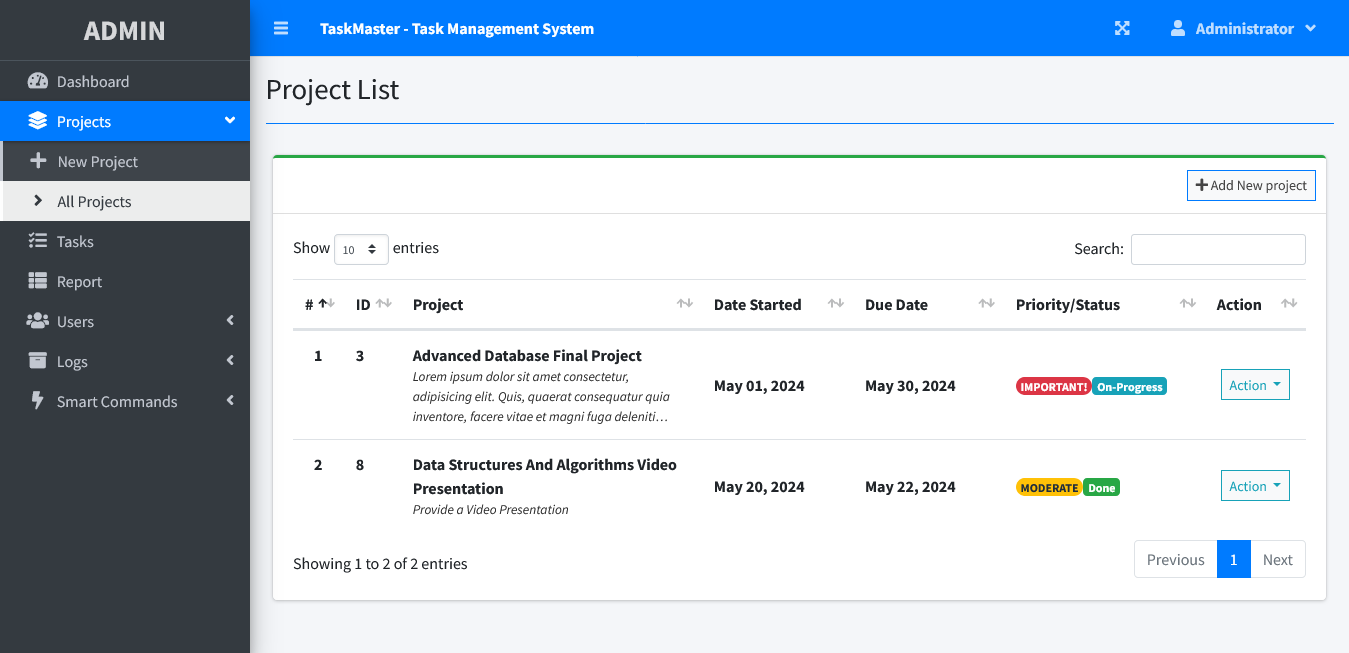 ADMIN
TaskMaster - Task Management System
Administrator
Dashboard
Projects
New Project
All Projects
Tasks
Report
Users
Logs
Smart Commands
Project List
Add New project
Show 10 entries
Search:
# ID Project Date Started Due Date Priority/Status Action
1 3 Advanced Database Final Project
Lorem ipsum dolor sit amet consectetur,
adipisicing elit. Quis, quaerat consequatur quia
inventore, facere vitae et magni fuga deleniti…
May 01, 2024 May 30, 2024 IMPORTANT! On-Progress Action
2 8 Data Structures And Algorithms Video
Presentation
Provide a Video Presentation
May 20, 2024 May 22, 2024 MODERATE Done Action
Showing 1 to 2 of 2 entries
Previous 1 Next